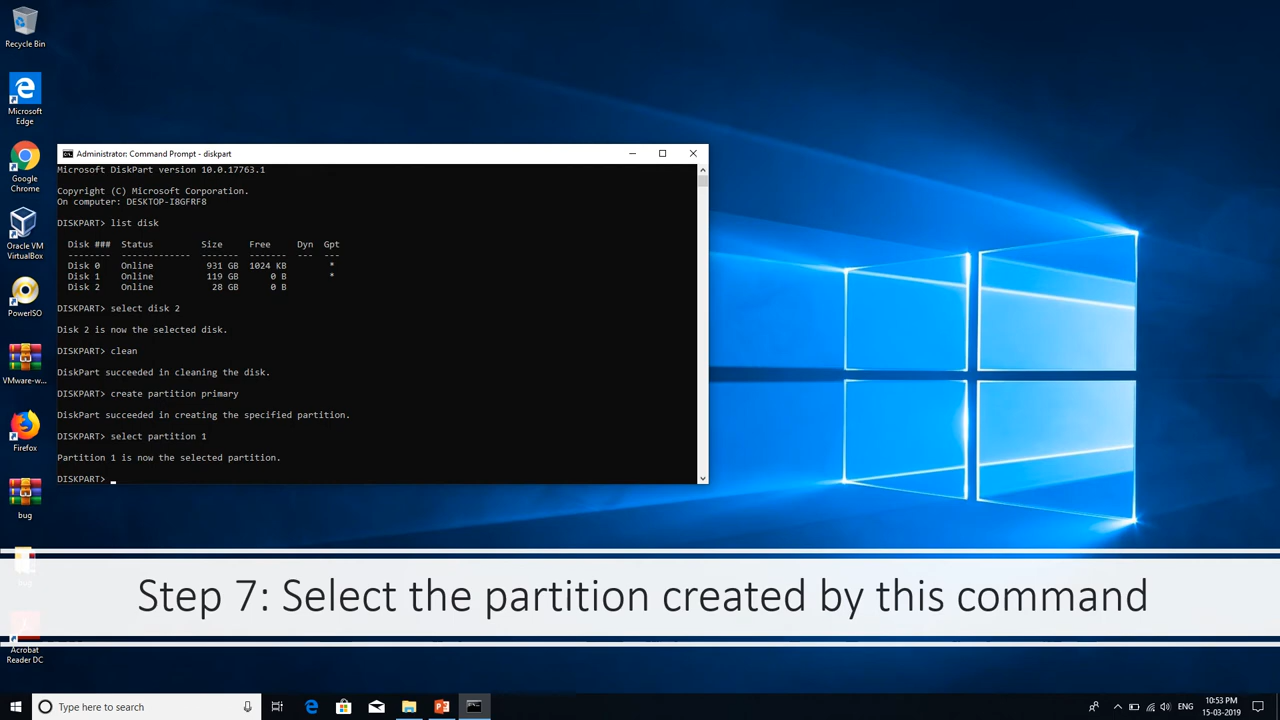 Recycle Bin
Microsoft
Edge
Google
Chrome
Oracle VM
VirtualBox
PowerISO
VMware-w...
Firefox
bug
Acrobat
Reader DC
Administrator: Command Prompt - diskpart
Microsoft DiskPart version 10.0.17763.1
Copyright (C) Microsoft Corporation.
On computer: DESKTOP-I8GFRF8
DISKPART> list disk
Disk ### Status Size Free Dyn Gpt
-------- ------------- ------- ------- --- ---
Disk 0 Online 931 GB 1024 KB *
Disk 1 Online 119 GB 0 B *
Disk 2 Online 28 GB 0 B
DISKPART> select disk 2
Disk 2 is now the selected disk.
DISKPART> clean
DiskPart succeeded in cleaning the disk.
DISKPART> create partition primary
DiskPart succeeded in creating the specified partition.
DISKPART> select partition 1
Partition 1 is now the selected partition.
DISKPART>
Step 7: Select the partition created by this command
Type here to search
ENG
10:53 PM
15-03-2019